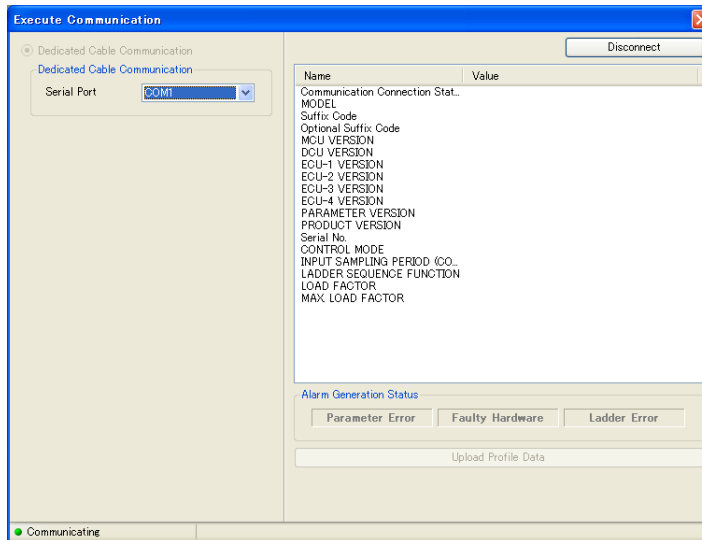 Execute Communication
Dedicated Cable Communication
Dedicated Cable Communication
Serial Port COM1
Disconnect
Name Value
Communication Connection Stat...
MODEL
Suffix Code
Optional Suffix Code
MCU VERSION
DCU VERSION
ECU-1 VERSION
ECU-2 VERSION
ECU-3 VERSION
ECU-4 VERSION
PARAMETER VERSION
PRODUCT VERSION
Serial No.
CONTROL MODE
INPUT SAMPLING PERIOD (CO...
LADDER SEQUENCE FUNCTION
LOAD FACTOR
MAX. LOAD FACTOR
Alarm Generation Status
Parameter Error Faulty Hardware Ladder Error
Upload Profile Data
Communicating